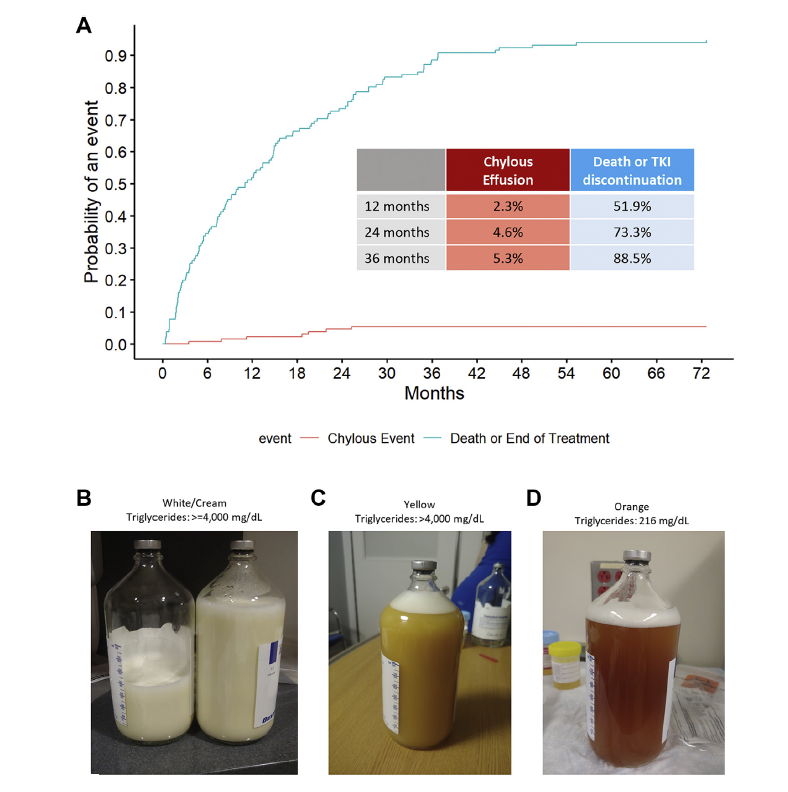 A
Probability of an event
0.9
0.8
0.7
0.6
0.5
0.4
0.3
0.2
0.1
0.0
Chylous Effusion
Death or TKI discontinuation
12 months 2.3% 51.9%
24 months 4.6% 73.3%
36 months 5.3% 88.5%
0 6 12 18 24 30 36 42 48 54 60 66 72
Months
event Chylous Event Death or End of Treatment
B
White/Cream
Triglycerides: >=4,000 mg/dL
C
Yellow
Triglycerides: >4,000 mg/dL
D
Orange
Triglycerides: 216 mg/dL